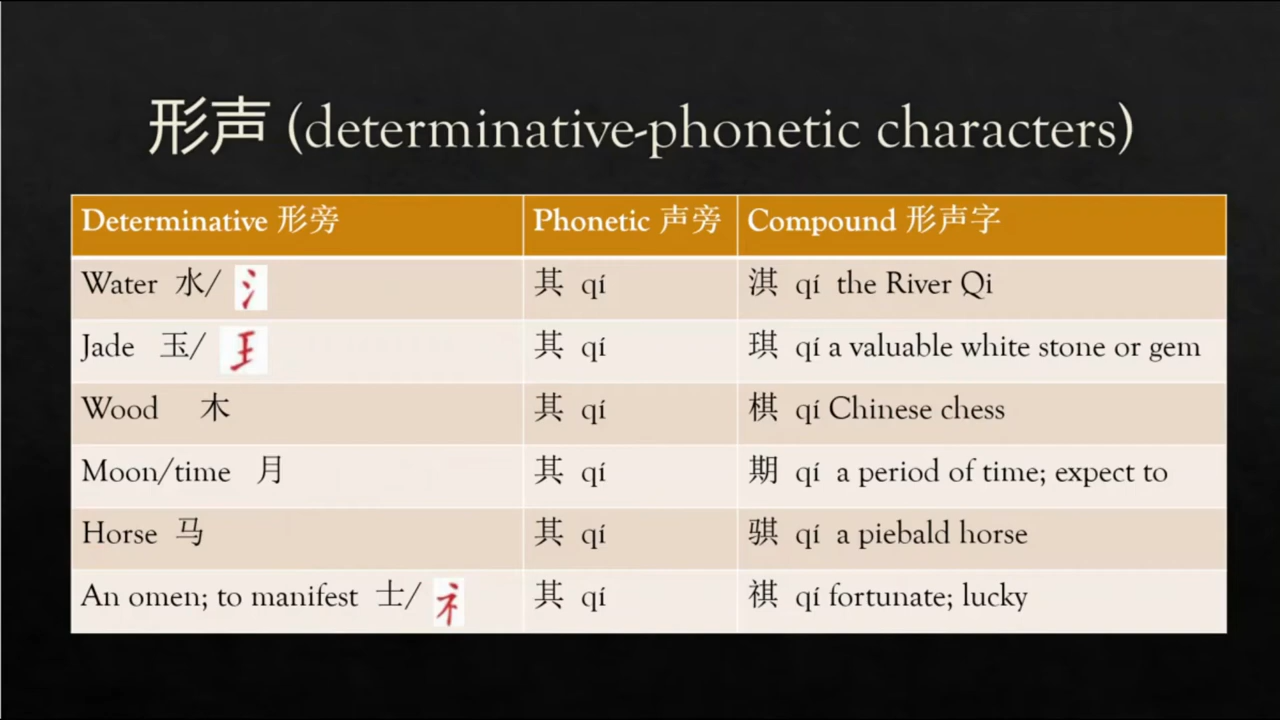 形声 (determinative-phonetic characters)
Determinative 形旁 Phonetic 声旁 Compound 形声字
Water 水/ 氵 其 qí 淇 qí the River Qi
Jade 玉/ 𤣩 其 qí 琪 qí a valuable white stone or gem
Wood 木 其 qí 棋 qí Chinese chess
Moon/time 月 其 qí 期 qí a period of time; expect to
Horse 马 其 qí 骐 qí a piebald horse
An omen; to manifest 士/ 礻 其 qí 祺 qí fortunate; lucky